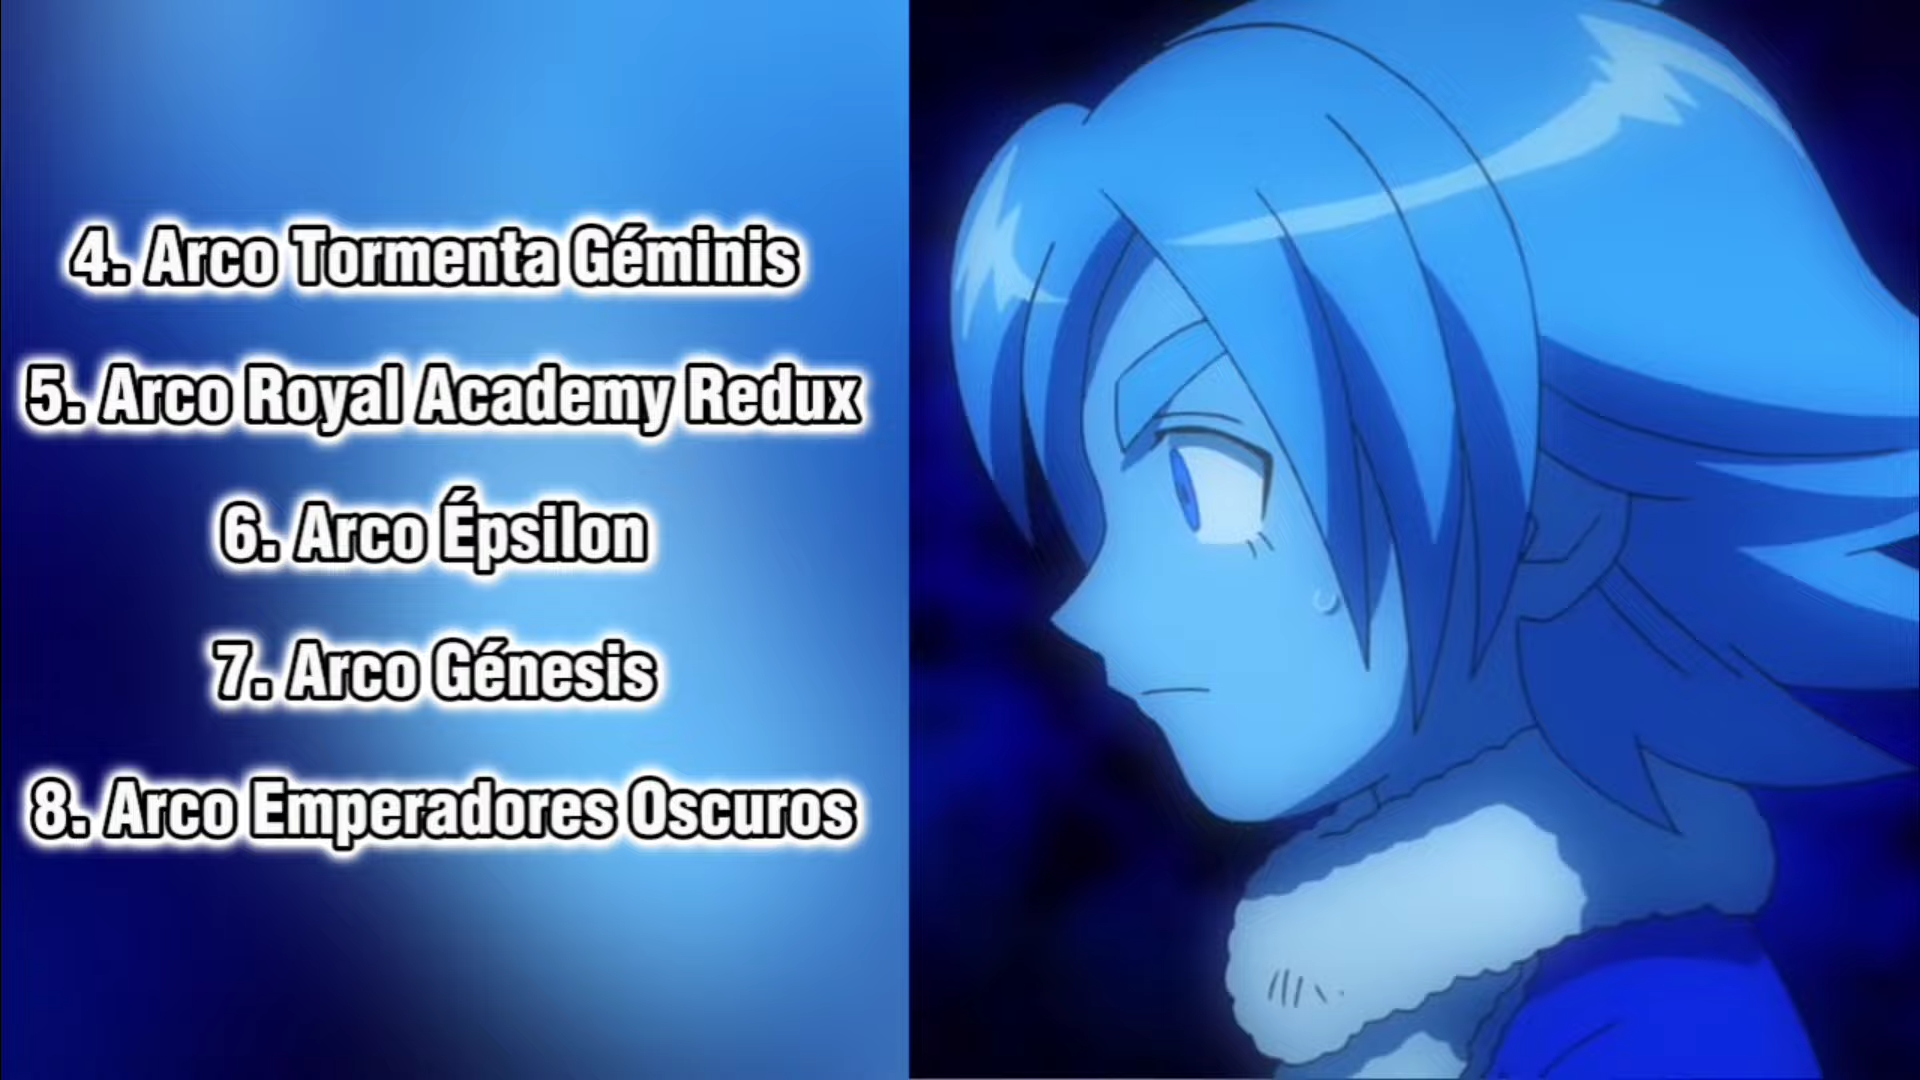 4. Arco Tormenta Géminis
5. Arco Royal Academy Redux
6. Arco Épsilon
7. Arco Génesis
8. Arco Emperadores Oscuros